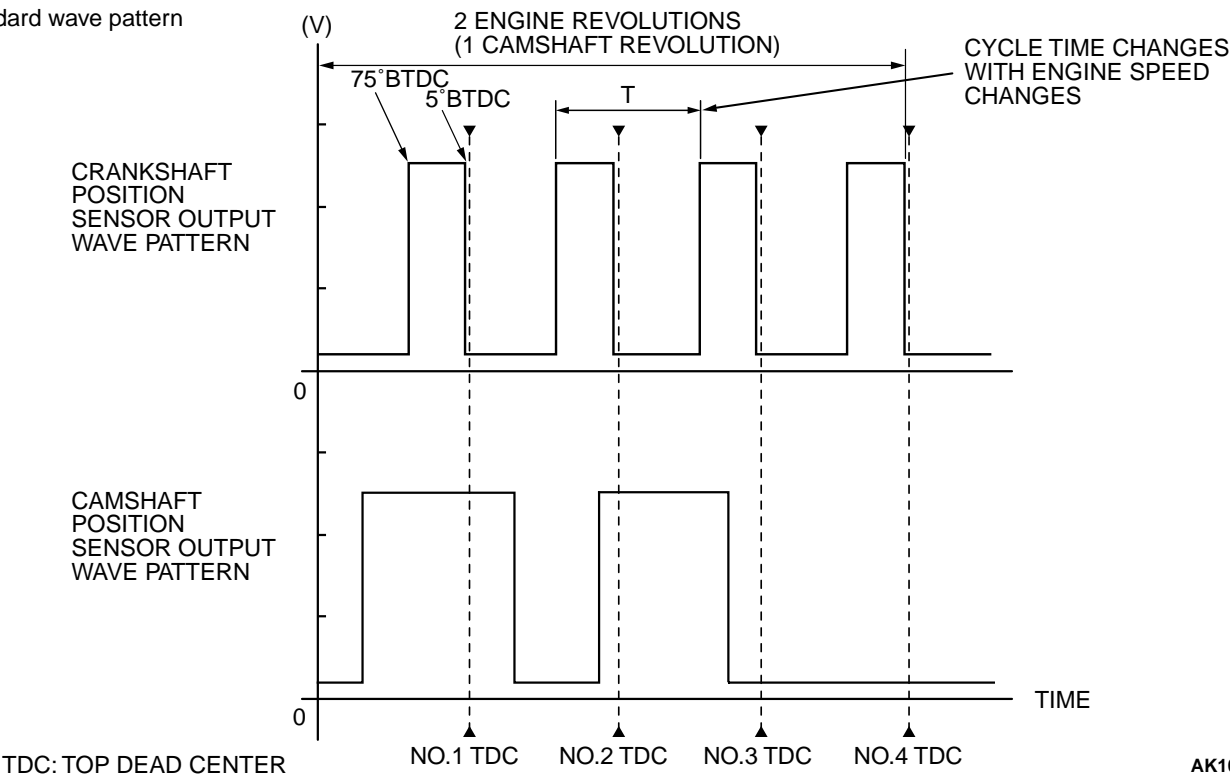 dard wave pattern
(V)
2 ENGINE REVOLUTIONS
(1 CAMSHAFT REVOLUTION)
CYCLE TIME CHANGES
WITH ENGINE SPEED
CHANGES
75°BTDC
5°BTDC
T
CRANKSHAFT
POSITION
SENSOR OUTPUT
WAVE PATTERN
0
CAMSHAFT
POSITION
SENSOR OUTPUT
WAVE PATTERN
0
TIME
NO.1 TDC NO.2 TDC NO.3 TDC NO.4 TDC
TDC: TOP DEAD CENTER